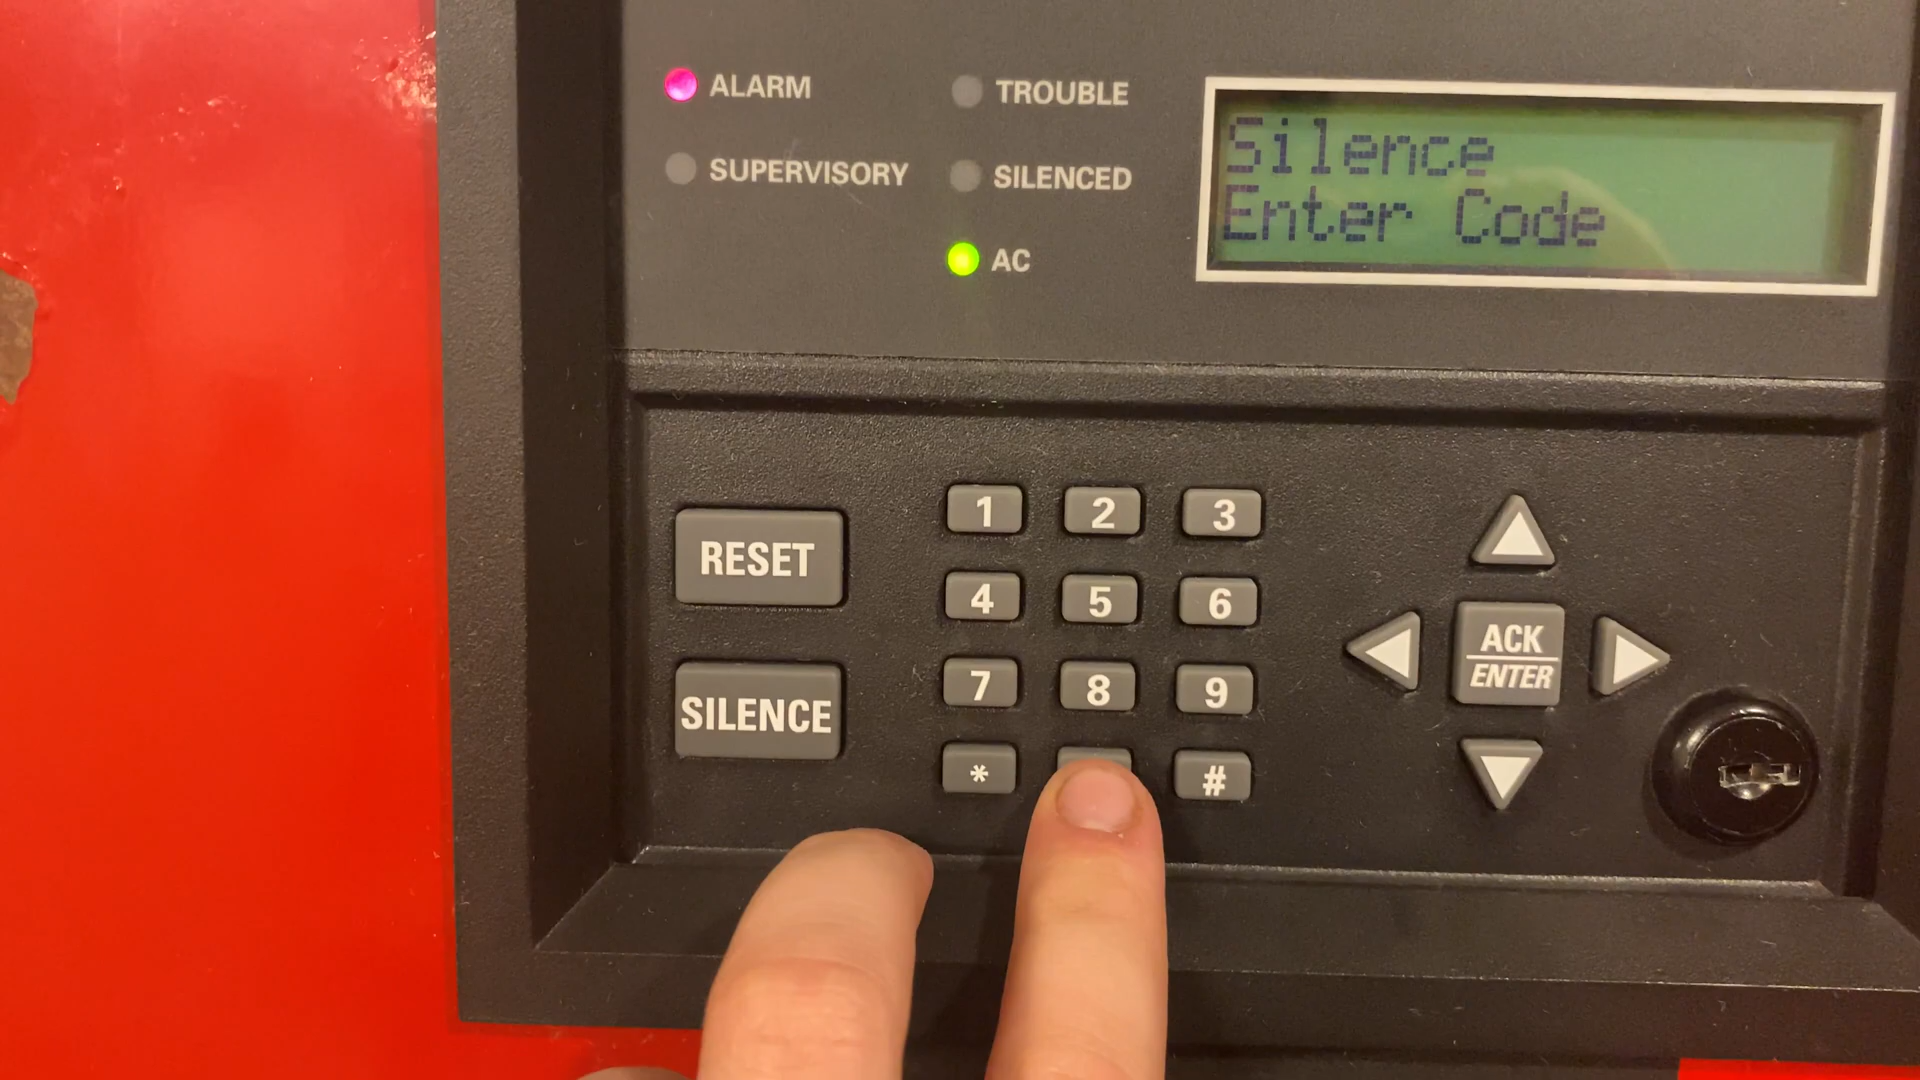 ALARM
TROUBLE
SUPERVISORY
SILENCED
AC
Silence
Enter Code
RESET
SILENCE
1 2 3
4 5 6
7 8 9
* #
ACK
ENTER